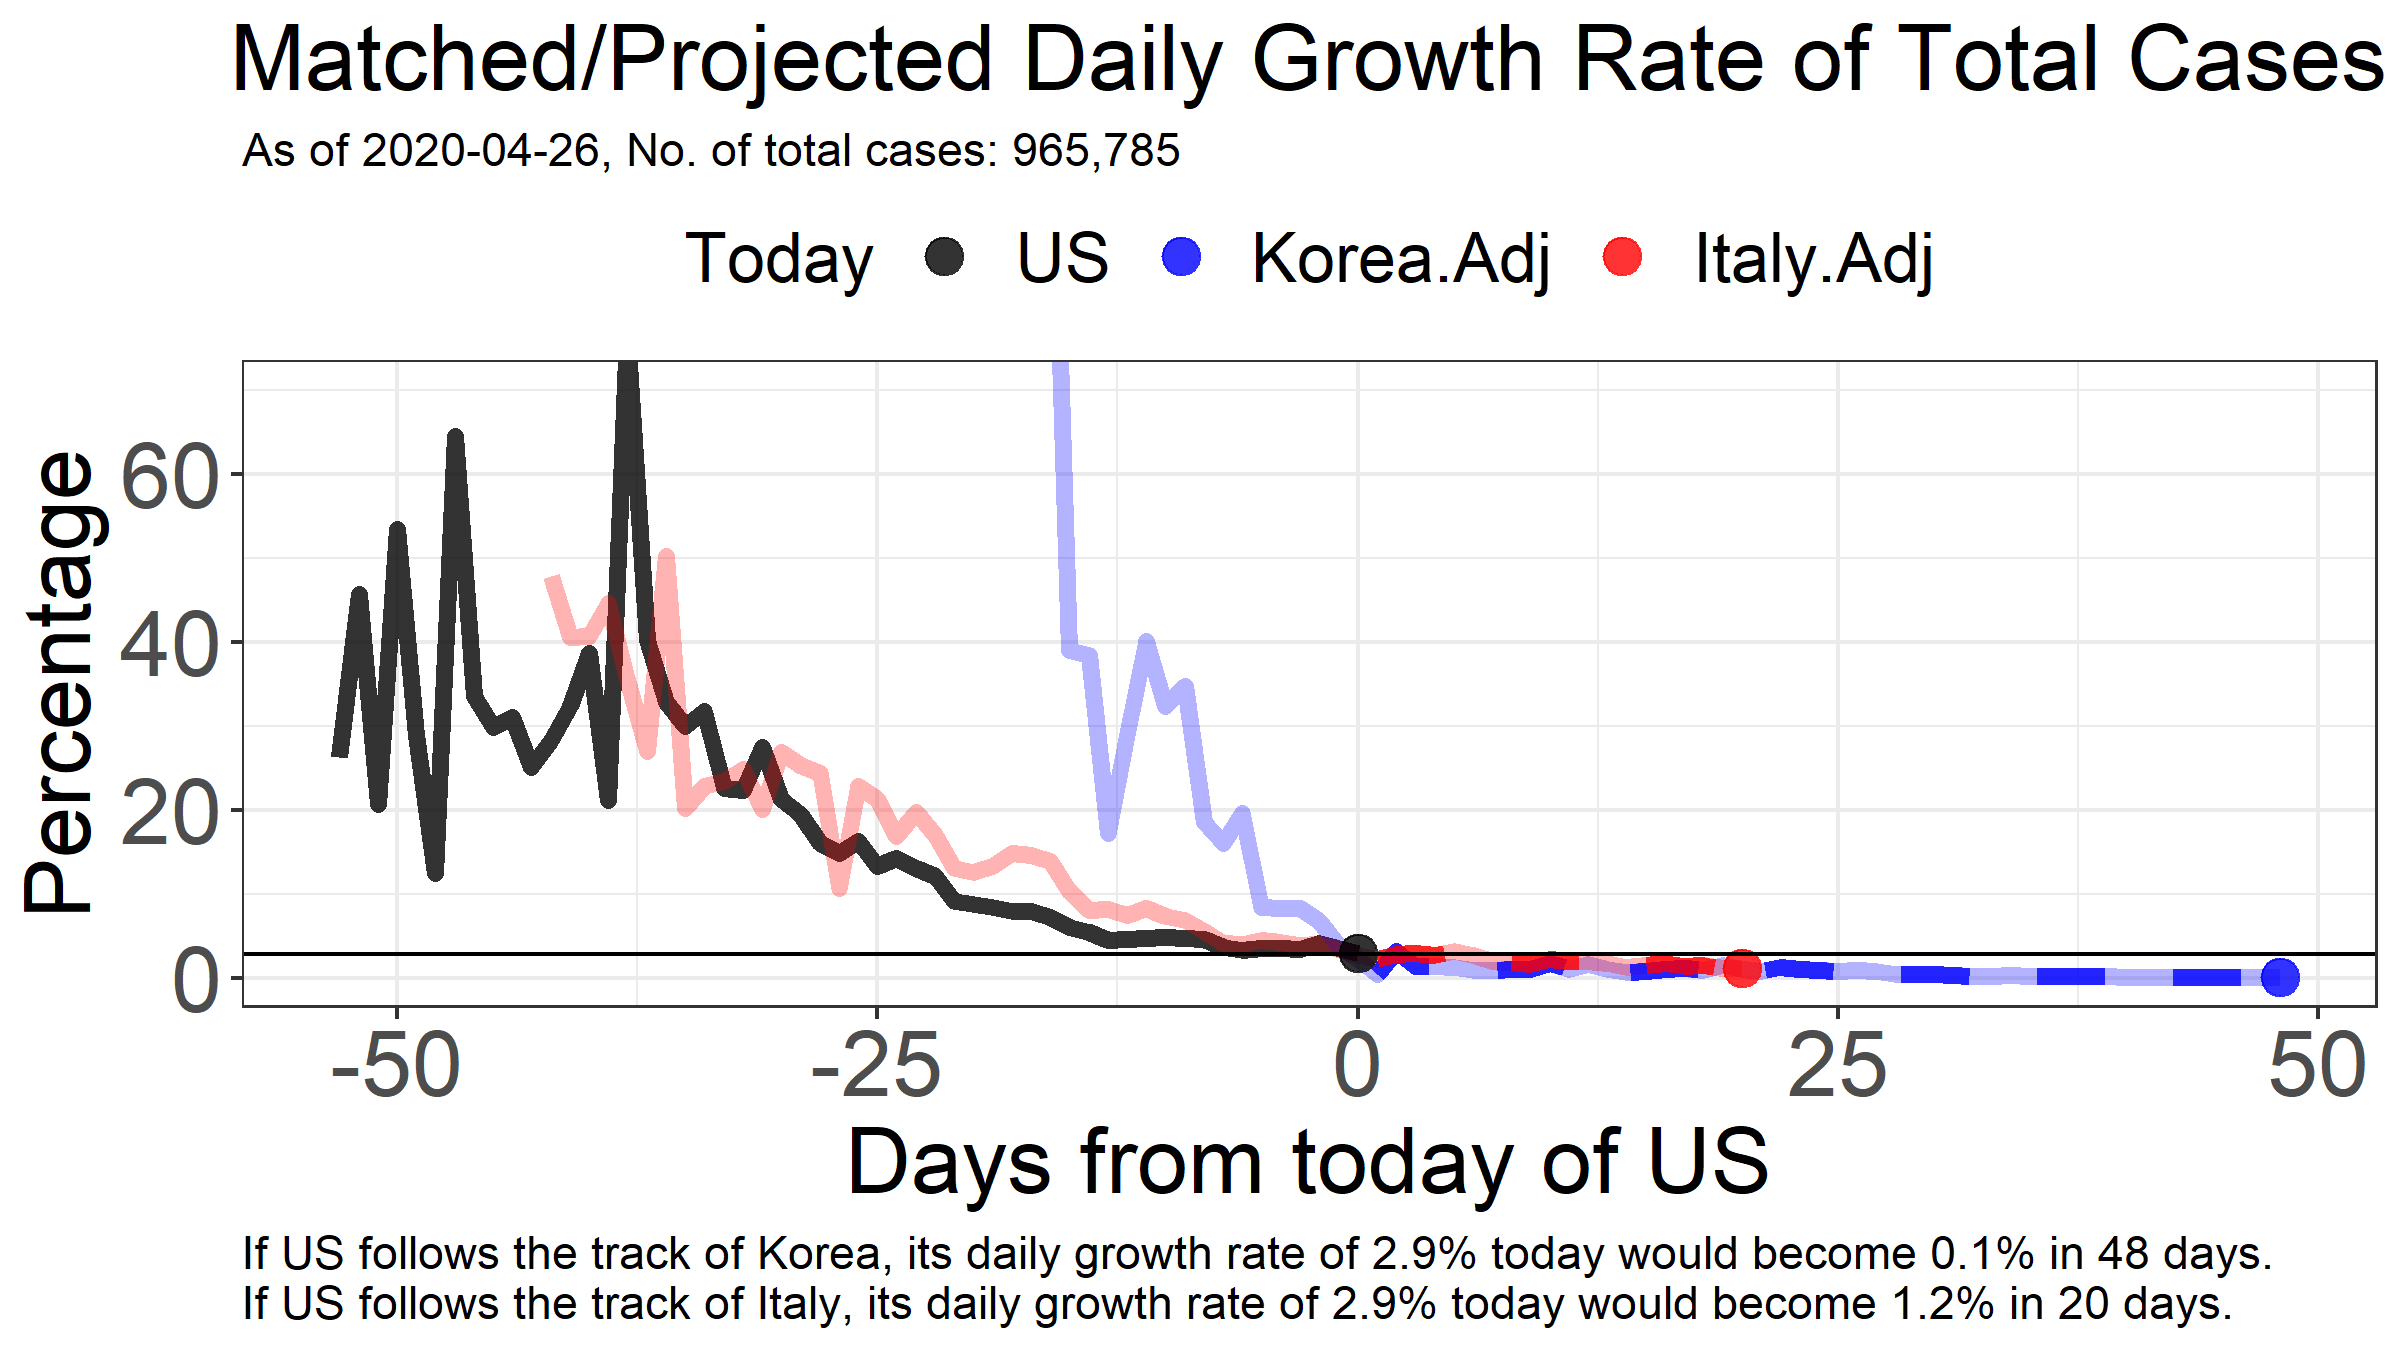 Matched/Projected Daily Growth Rate of Total Cases
As of 2020-04-26, No. of total cases: 965,785
Today US Korea.Adj Italy.Adj
Percentage
60
40
20
0
-50 -25 0 25 50
Days from today of US
If US follows the track of Korea, its daily growth rate of 2.9% today would become 0.1% in 48 days.
If US follows the track of Italy, its daily growth rate of 2.9% today would become 1.2% in 20 days.